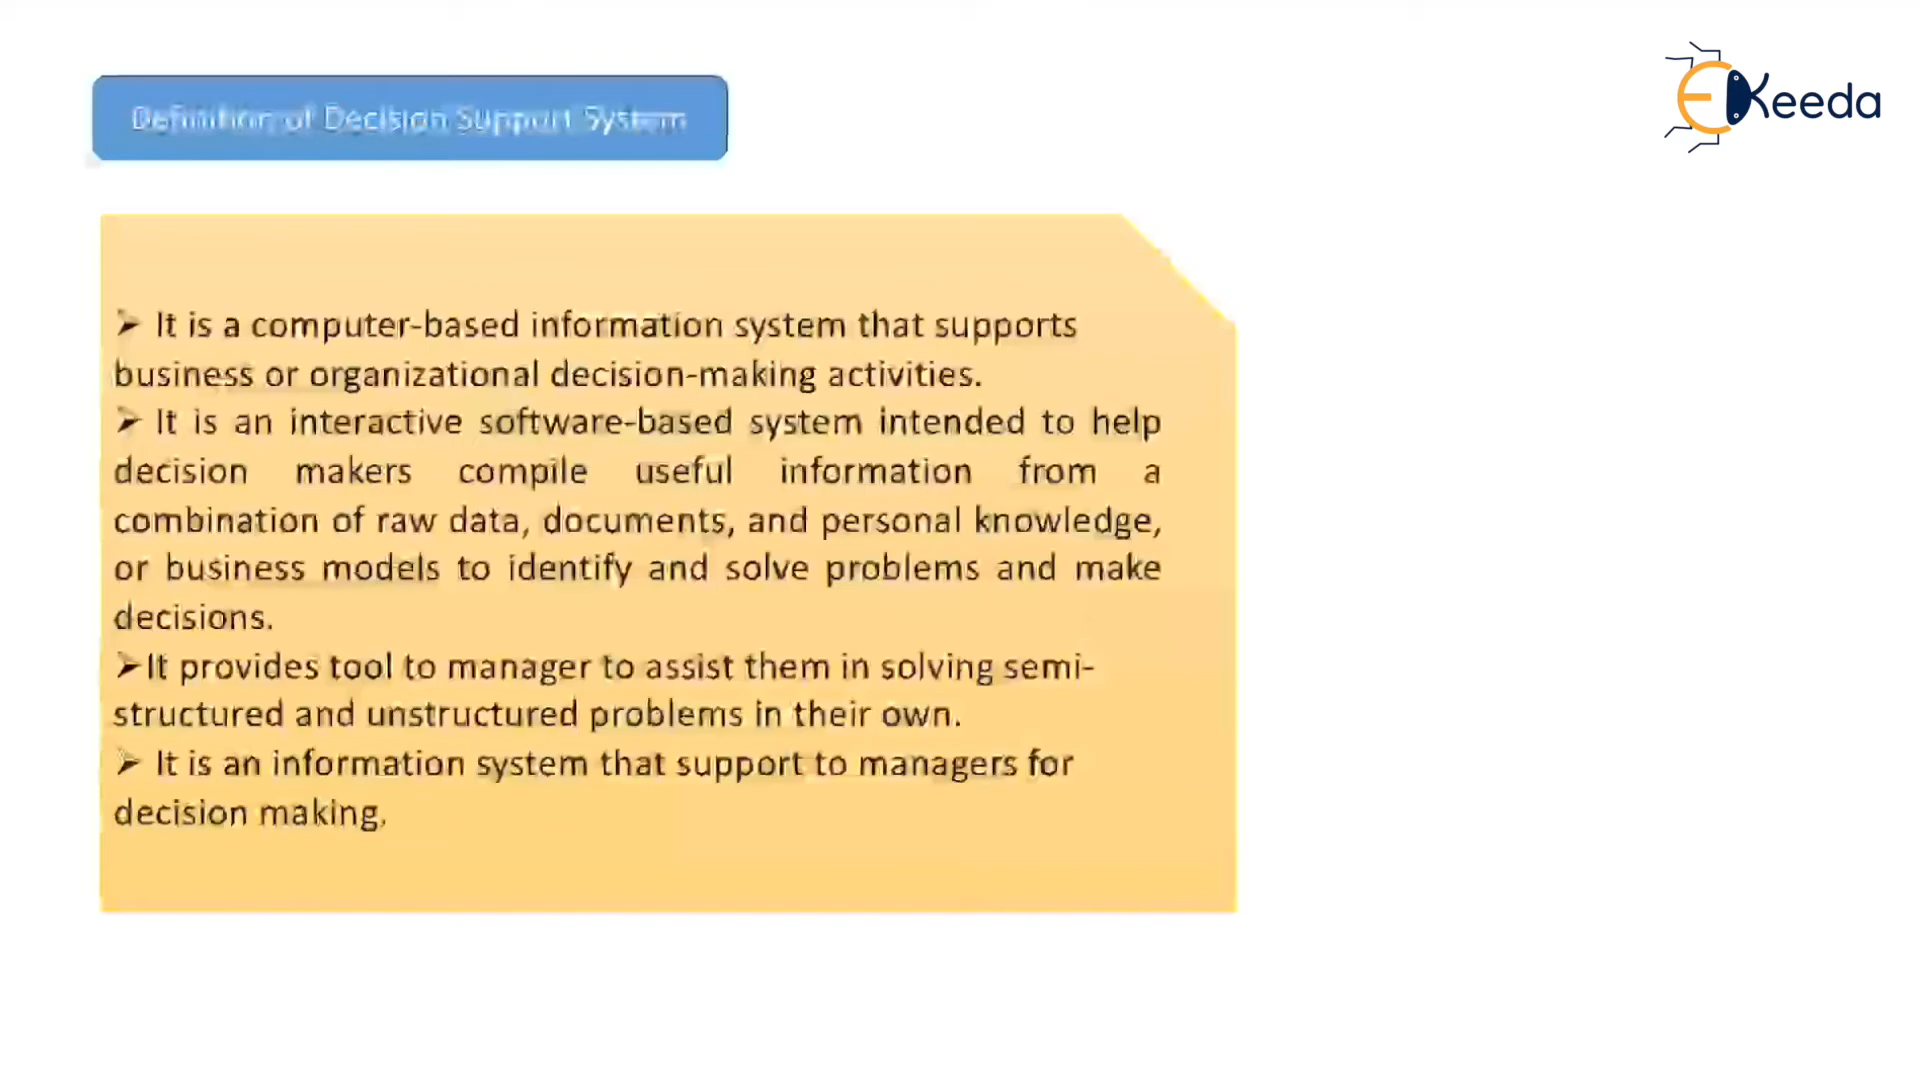 Definition of Decision Support System
EKeeda
➢ It is a computer-based information system that supports
business or organizational decision-making activities.
➢ It is an interactive software-based system intended to help
decision makers compile useful information from a
combination of raw data, documents, and personal knowledge,
or business models to identify and solve problems and make
decisions.
➢It provides tool to manager to assist them in solving semi-
structured and unstructured problems in their own.
➢ It is an information system that support to managers for
decision making.